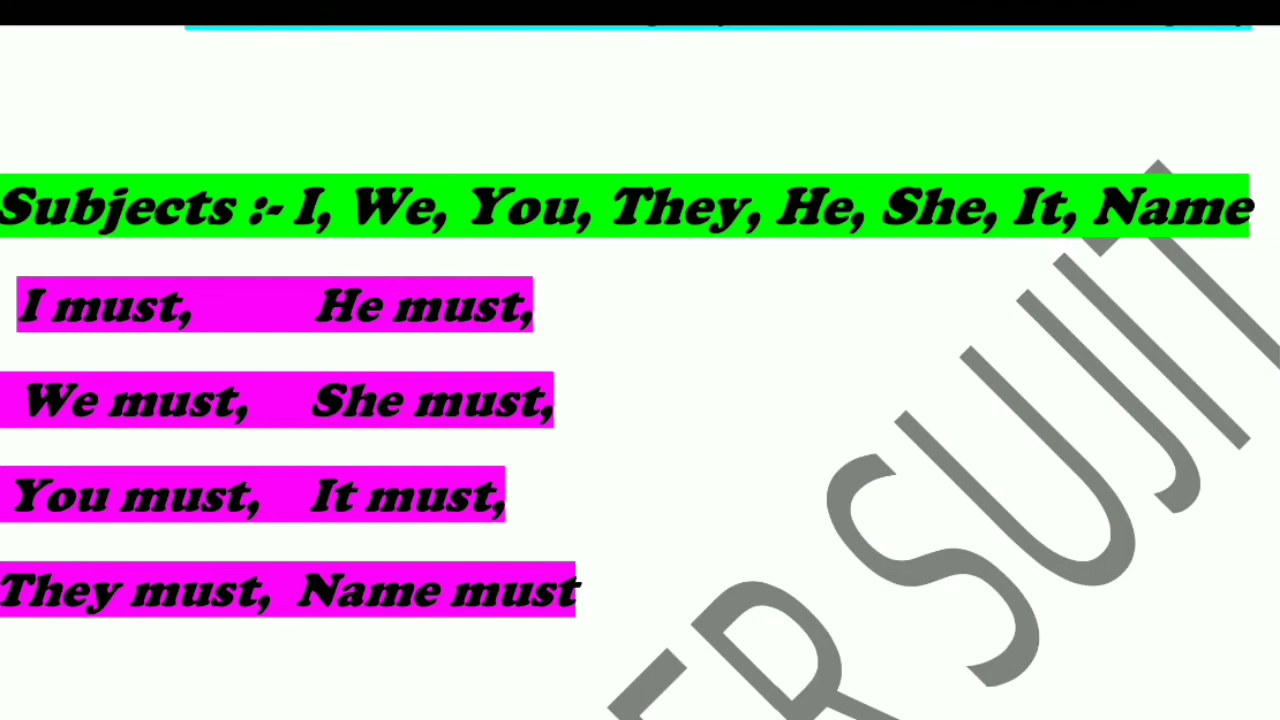 Subjects :- I, We, You, They, He, She, It, Name
I must, He must,
We must, She must,
You must, It must,
They must, Name must
SUJIT